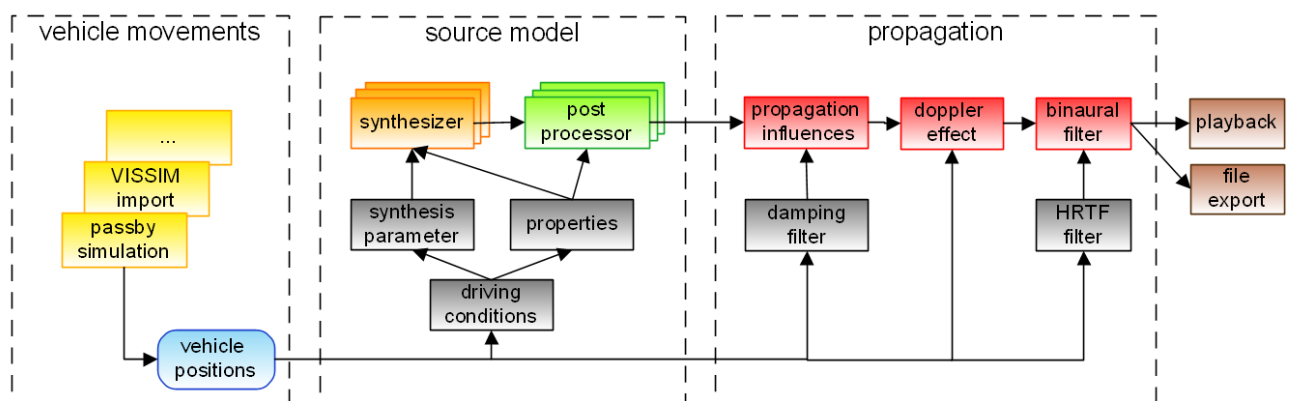 vehicle movements
source model
propagation
...
VISSIM
import
passby
simulation
vehicle
positions
synthesizer
post
processor
synthesis
parameter
properties
driving
conditions
propagation
influences
doppler
effect
binaural
filter
damping
filter
HRTF
filter
playback
file
export